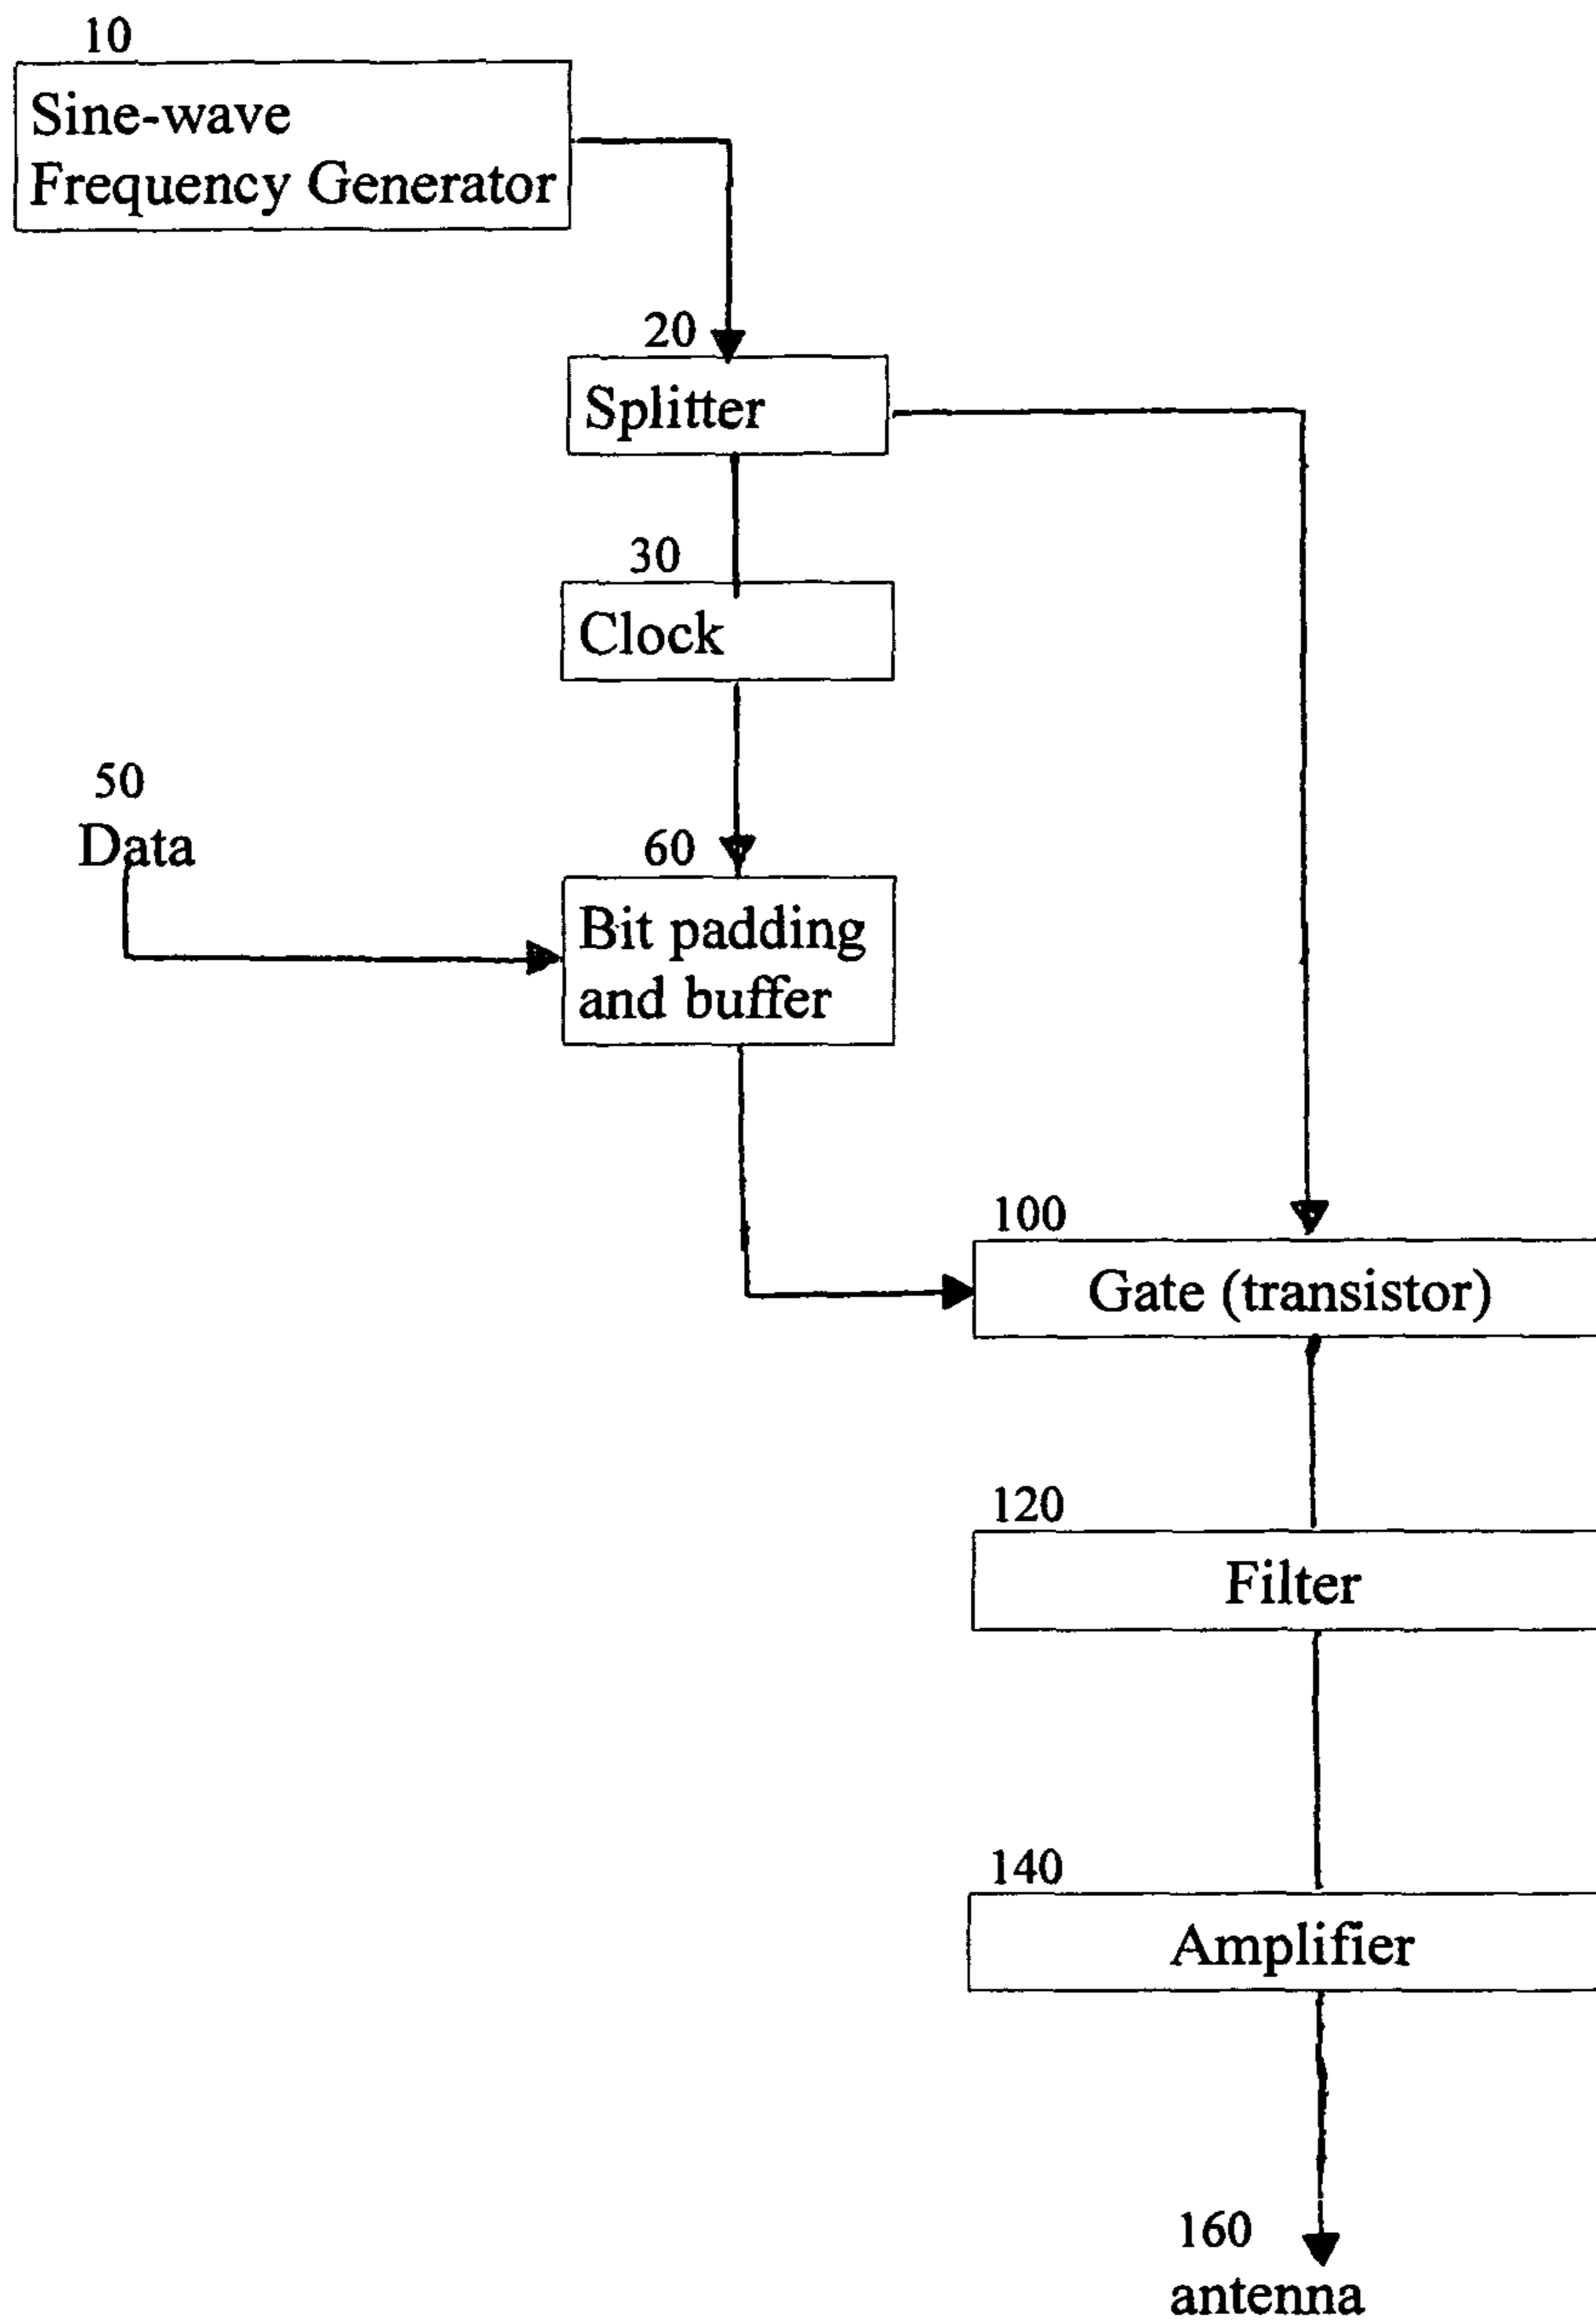 10
Sine-wave
Frequency Generator
20
Splitter
30
Clock
50
Data
60
Bit padding
and buffer
100
Gate (transistor)
120
Filter
140
Amplifier
160
antenna